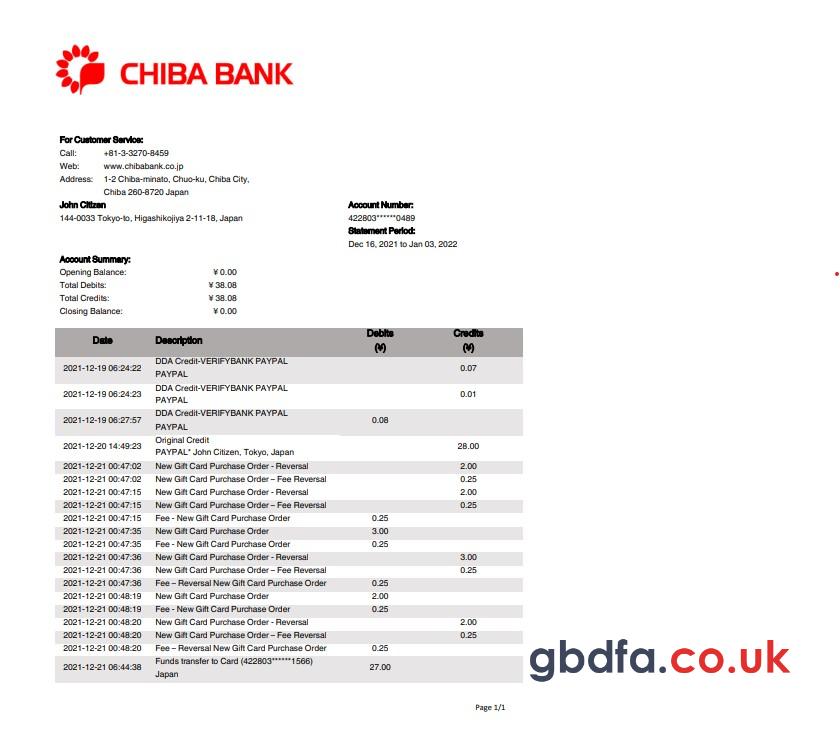 CHIBA BANK
For Customer Service:
Call: +81-3-3270-8459
Web: www.chibabank.co.jp
Address: 1-2 Chiba-minato, Chuo-ku, Chiba City,
Chiba 260-8720 Japan
John Citizen Account Number:
144-0033 Tokyo-to, Higashikojiya 2-11-18, Japan 422803******0489
Statement Period:
Dec 16, 2021 to Jan 03, 2022
Account Summary:
Opening Balance: ¥ 0.00
Total Debits: ¥ 38.08
Total Credits: ¥ 38.08
Closing Balance: ¥ 0.00
Date Description Debits (¥) Credits (¥)
2021-12-19 06:24:22 DDA Credit-VERIFYBANK PAYPAL 0.07
PAYPAL
2021-12-19 06:24:23 DDA Credit-VERIFYBANK PAYPAL 0.01
PAYPAL
2021-12-19 06:27:57 DDA Credit-VERIFYBANK PAYPAL 0.08
PAYPAL
2021-12-20 14:49:23 Original Credit 28.00
PAYPAL* John Citizen, Tokyo, Japan
2021-12-21 00:47:02 New Gift Card Purchase Order - Reversal 2.00
2021-12-21 00:47:02 New Gift Card Purchase Order – Fee Reversal 0.25
2021-12-21 00:47:15 New Gift Card Purchase Order - Reversal 2.00
2021-12-21 00:47:15 New Gift Card Purchase Order – Fee Reversal 0.25
2021-12-21 00:47:15 Fee - New Gift Card Purchase Order 0.25
2021-12-21 00:47:35 New Gift Card Purchase Order 3.00
2021-12-21 00:47:35 Fee - New Gift Card Purchase Order 0.25
2021-12-21 00:47:36 New Gift Card Purchase Order - Reversal 3.00
2021-12-21 00:47:36 New Gift Card Purchase Order – Fee Reversal 0.25
2021-12-21 00:47:36 Fee – Reversal New Gift Card Purchase Order 0.25
2021-12-21 00:48:19 New Gift Card Purchase Order 2.00
2021-12-21 00:48:19 Fee - New Gift Card Purchase Order 0.25
2021-12-21 00:48:20 New Gift Card Purchase Order - Reversal 2.00
2021-12-21 00:48:20 New Gift Card Purchase Order – Fee Reversal 0.25
2021-12-21 00:48:20 Fee – Reversal New Gift Card Purchase Order 0.25
2021-12-21 06:44:38 Funds transfer to Card (422803******1566) 27.00
Japan
gbdfa.co.uk
Page 1/1